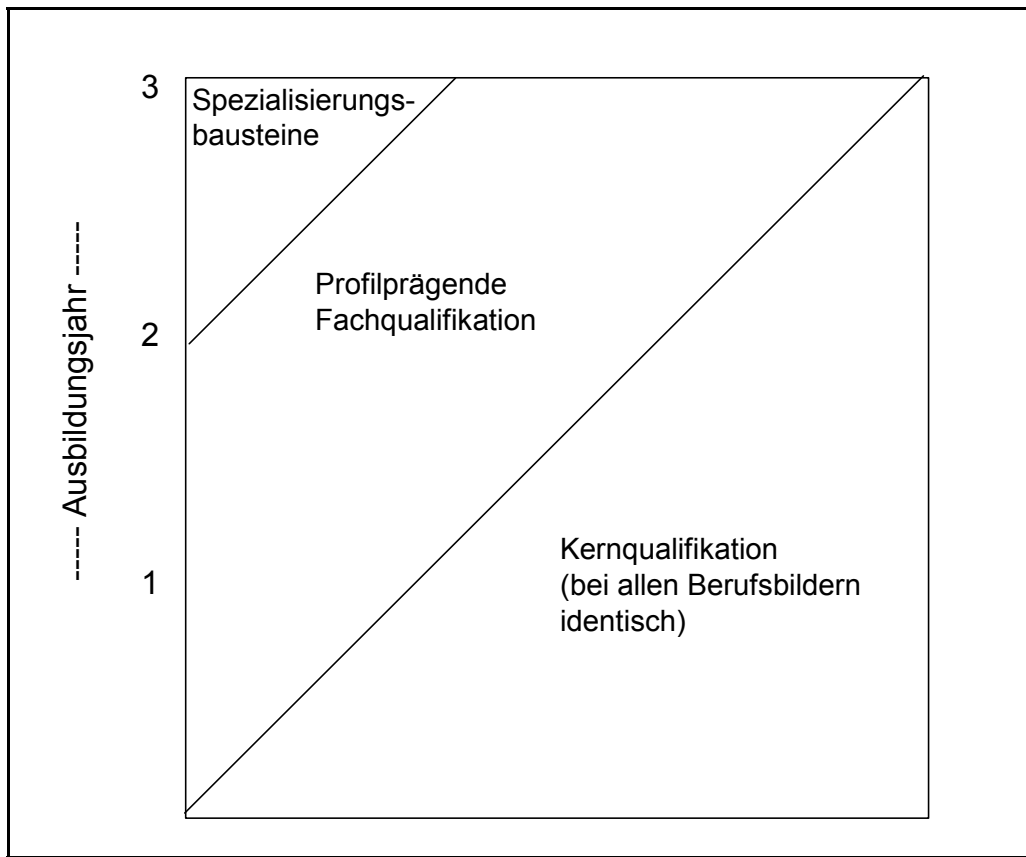 3
Spezialisierungs-
bausteine
----- Ausbildungsjahr -----
Profilprägende
Fachqualifikation
2
Kernqualifikation
(bei allen Berufsbildern
identisch)
1